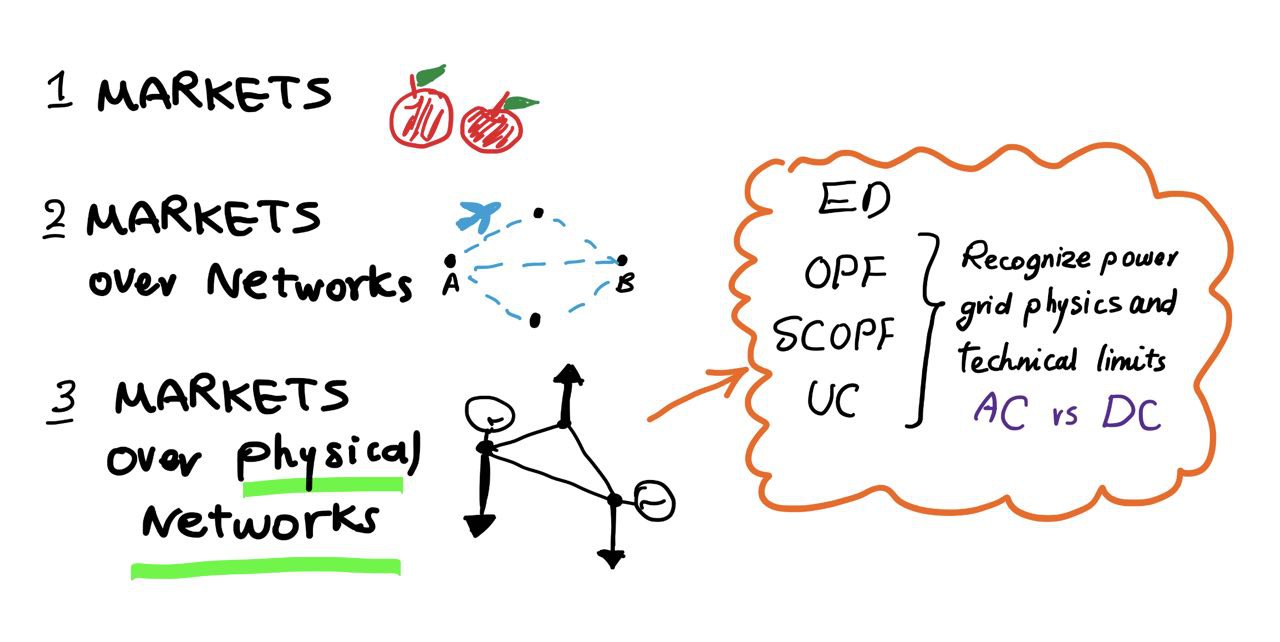 1 MARKETS
2 MARKETS
over Networks
A
B
3 MARKETS
over physical
Networks
ED
OPF
SCOPF
UC
Recognize power
grid physics and
technical limits
AC vs DC